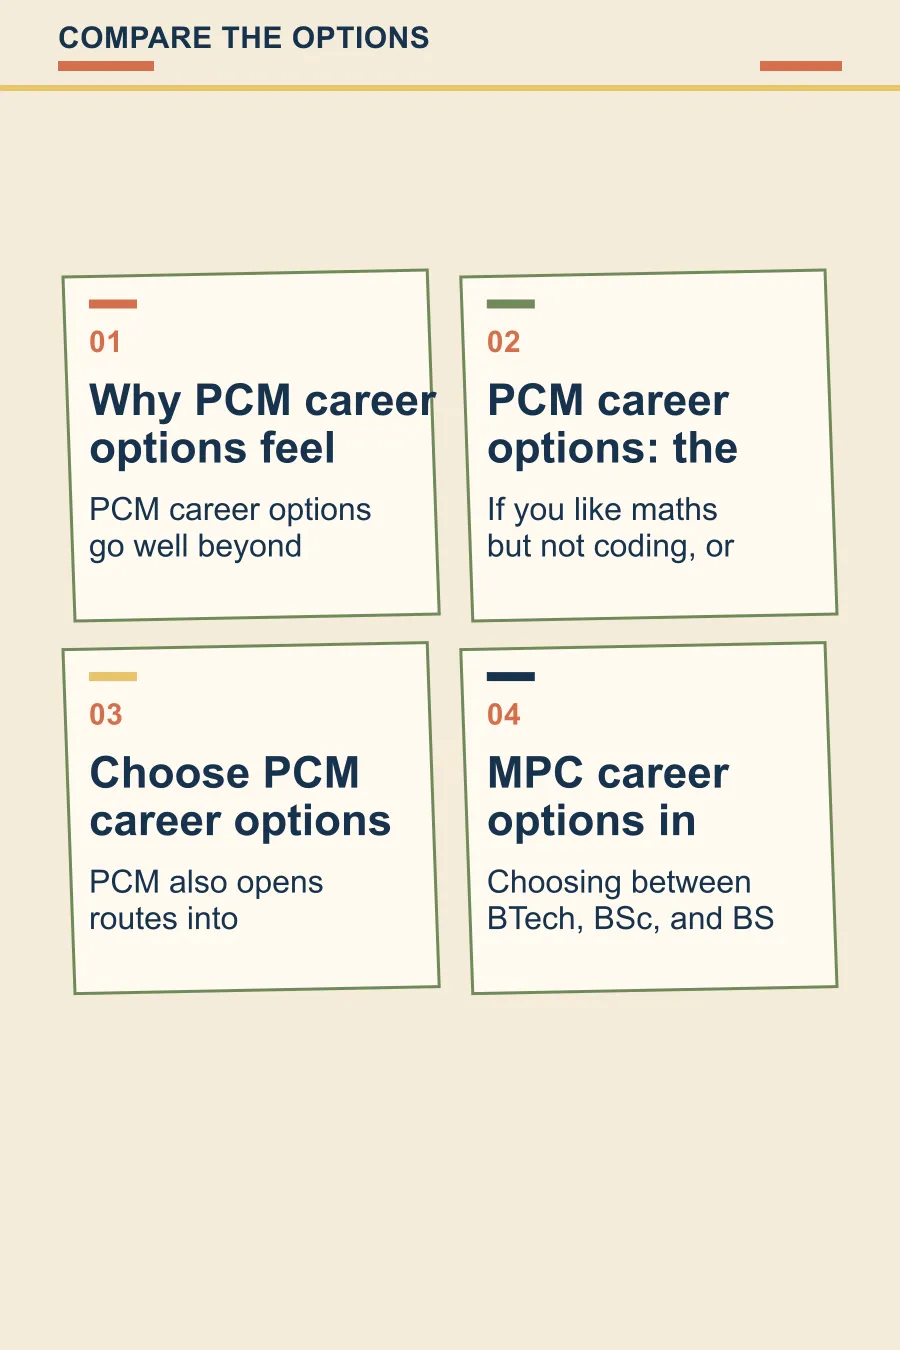 COMPARE THE OPTIONS
01
Why PCM career
options feel
PCM career options
go well beyond
02
PCM career
options: the
If you like maths
but not coding, or
03
Choose PCM
career options
PCM also opens
routes into
04
MPC career
options in
Choosing between
BTech, BSc, and BS